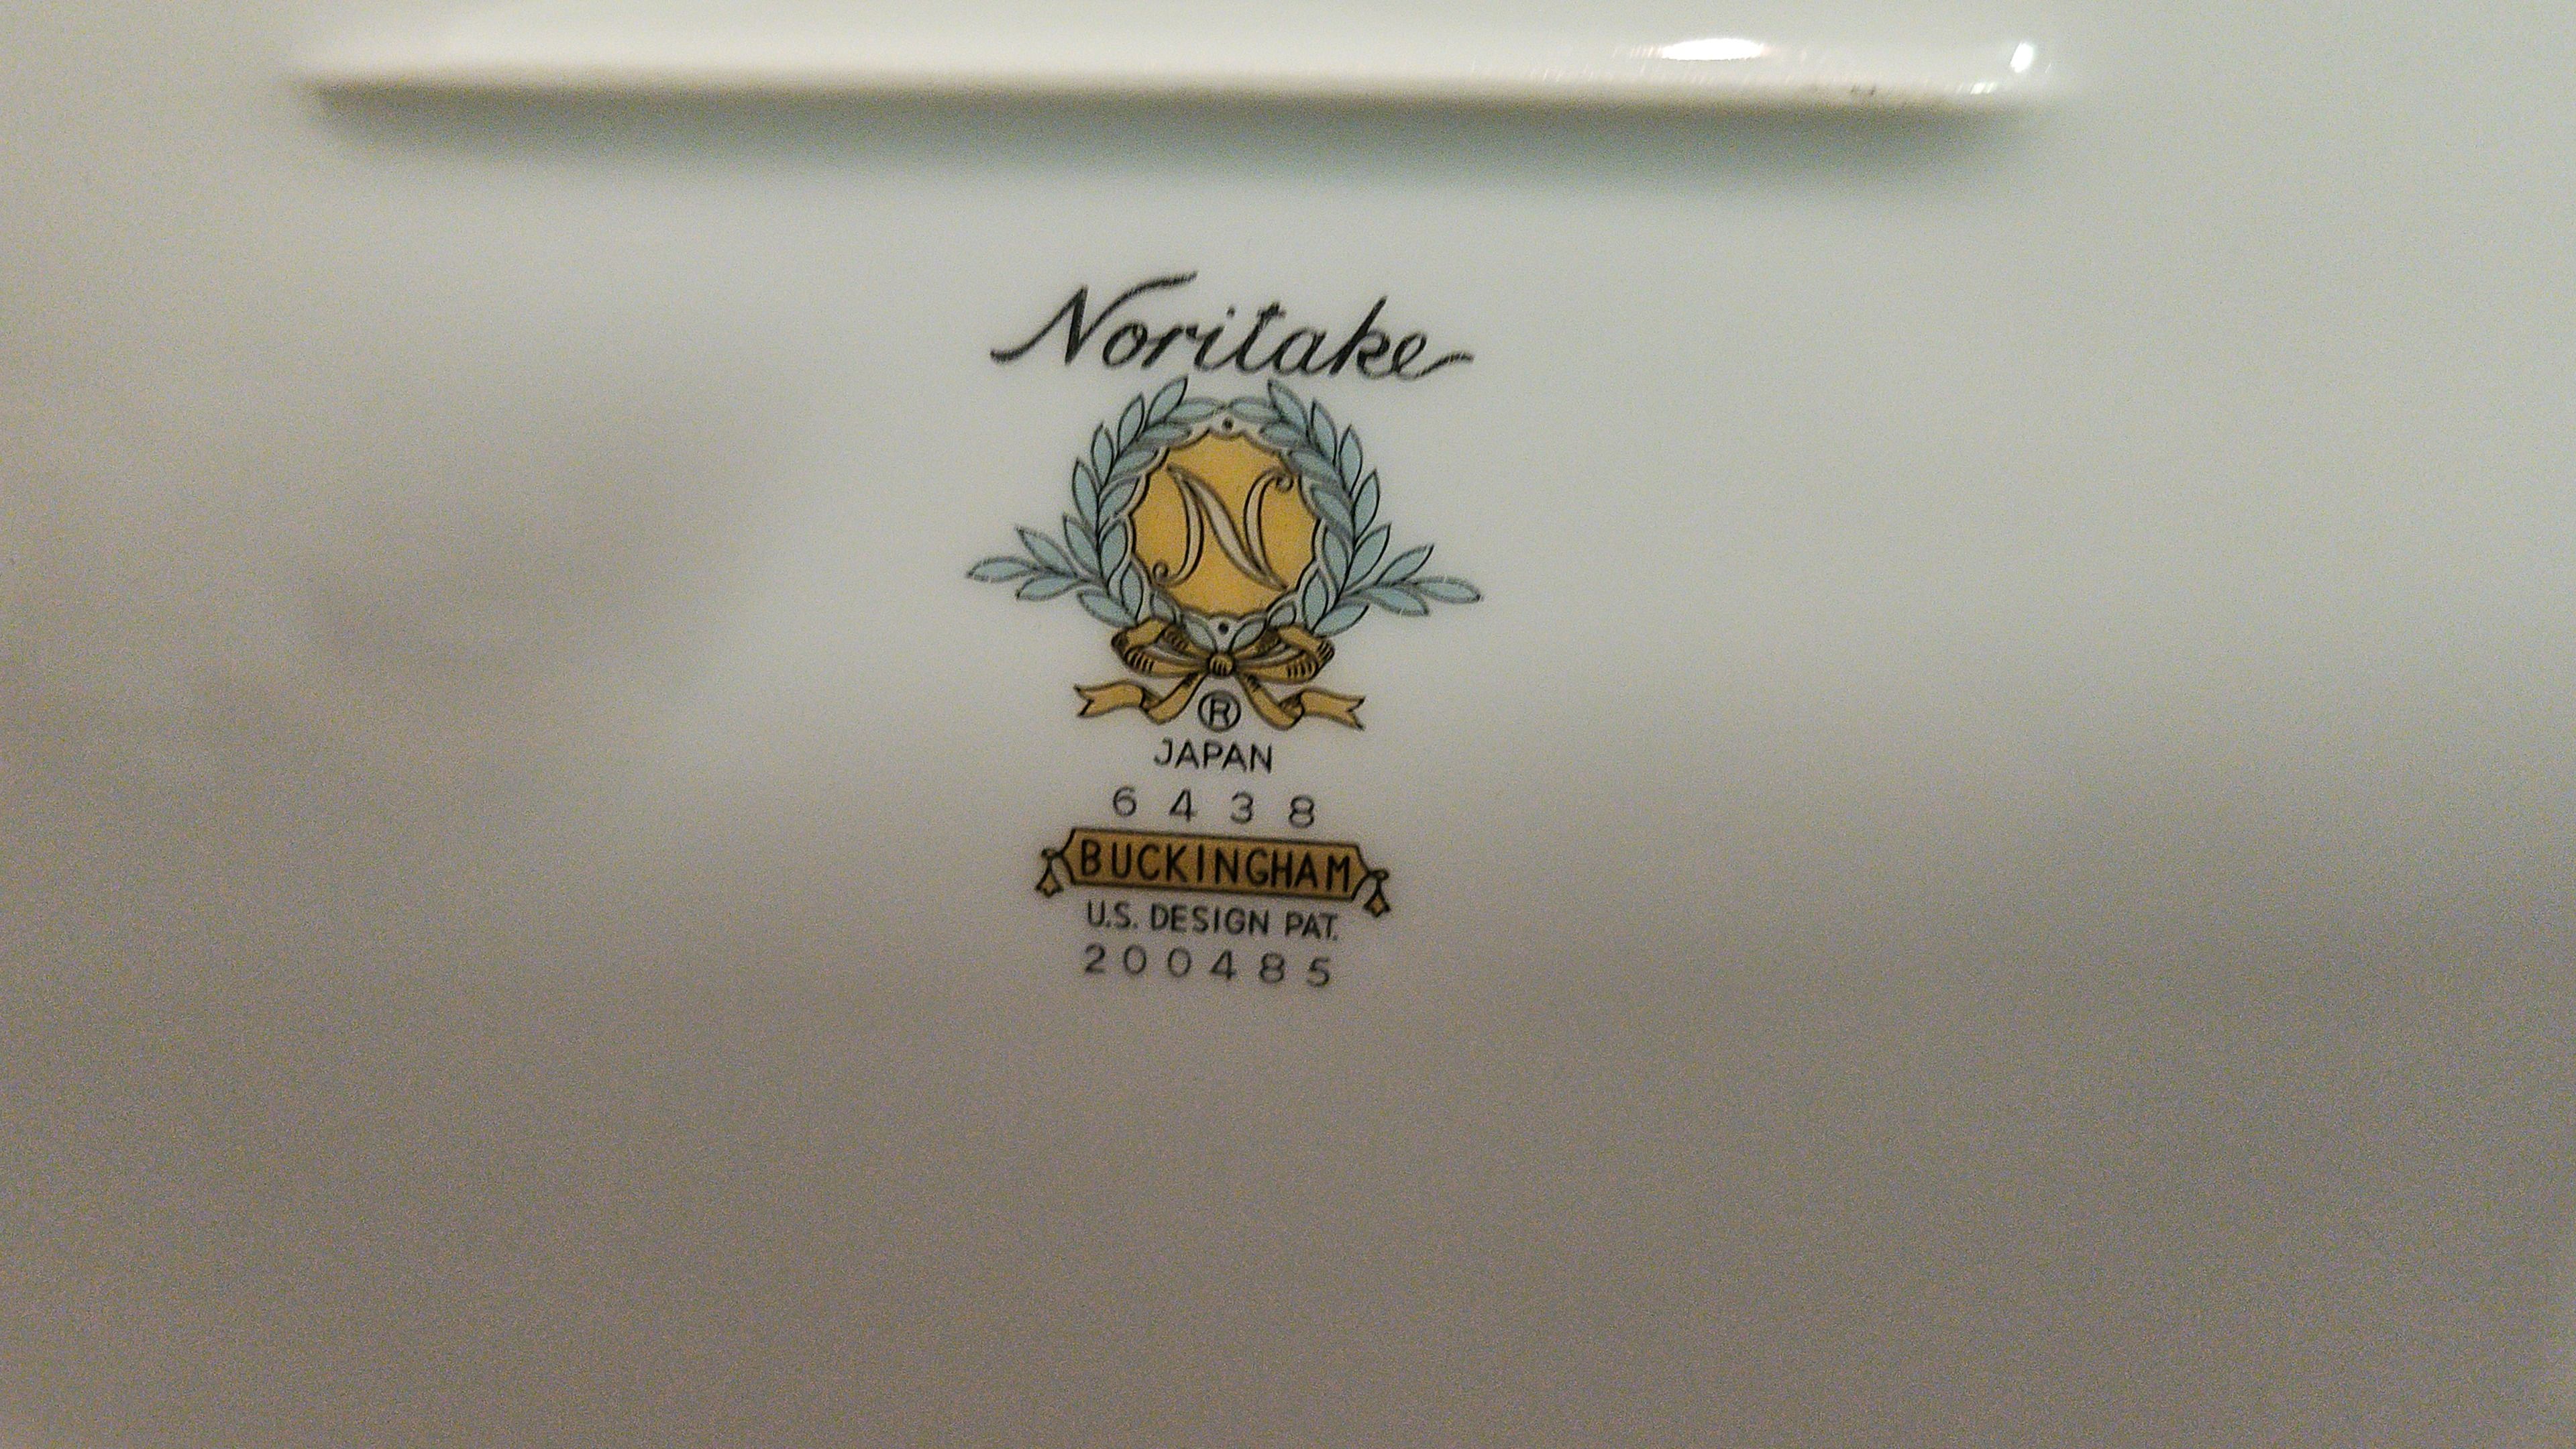 Noritake
N
®
JAPAN
6438
BUCKINGHAM
U.S. DESIGN PAT.
200485